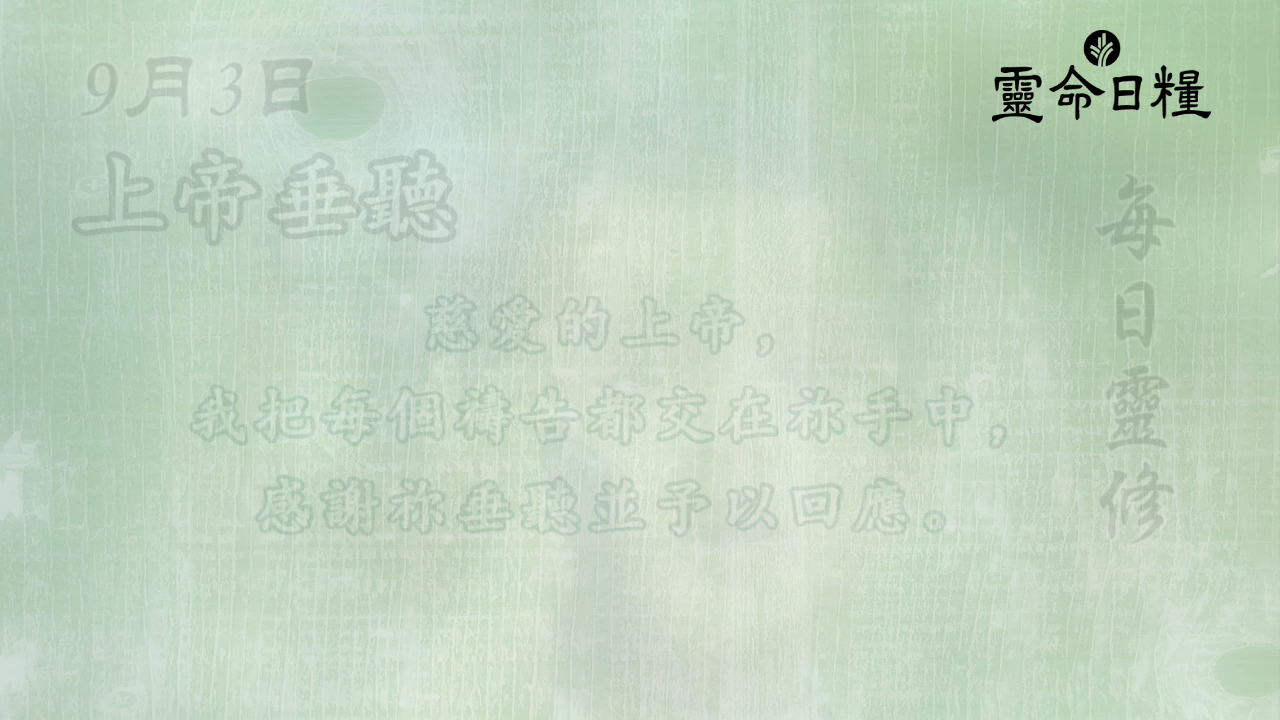 9月3日
靈命日糧
上帝垂聽
慈愛的上帝，
我把每個禱告都交在祢手中，
感謝祢垂聽並予以回應。
每日靈修